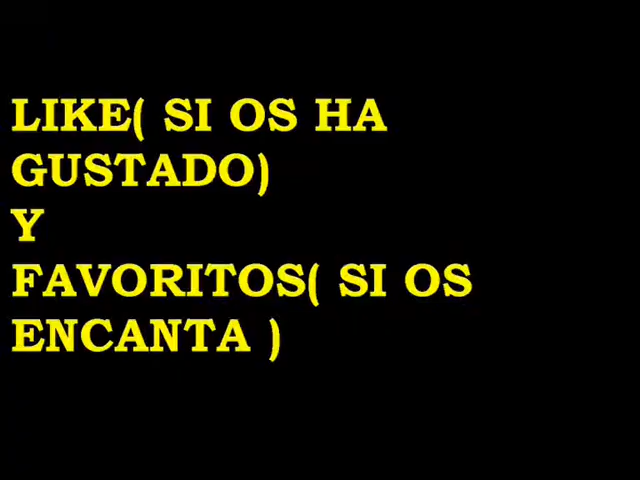 LIKE( SI OS HA
GUSTADO)
Y
FAVORITOS( SI OS
ENCANTA )